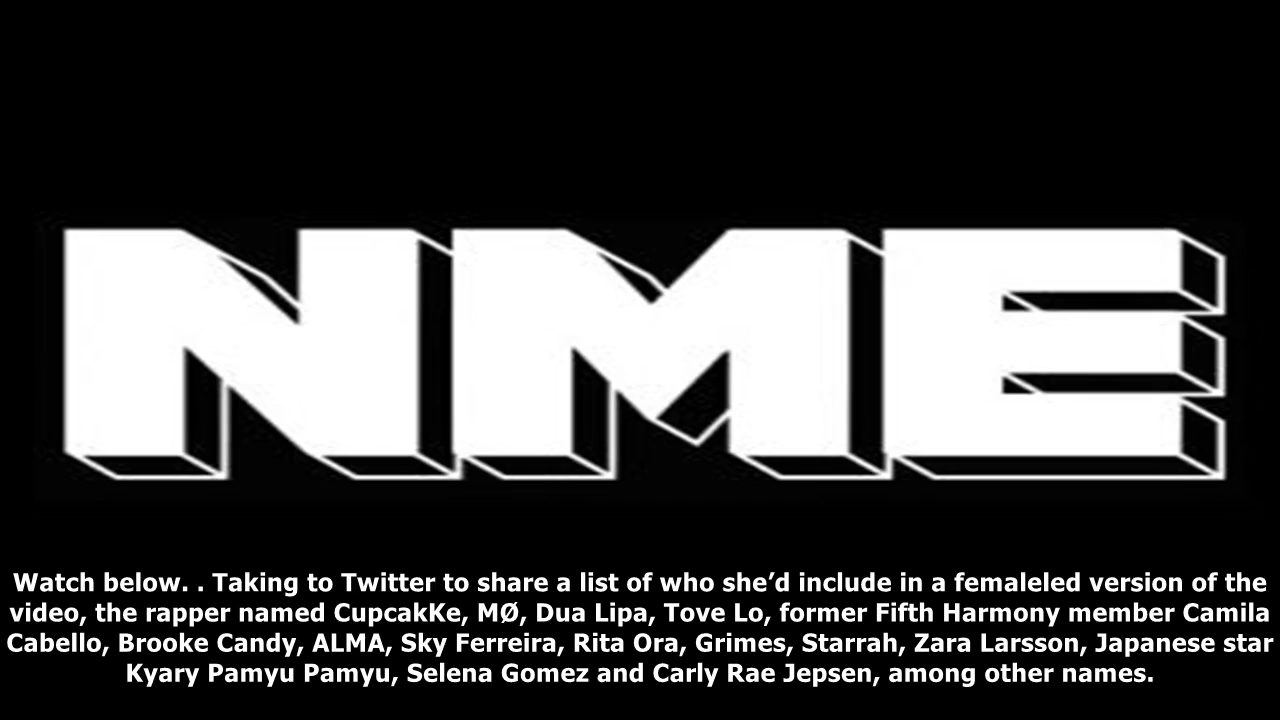 NME
Watch below. . Taking to Twitter to share a list of who she’d include in a femaleled version of the
video, the rapper named CupcakKe, MØ, Dua Lipa, Tove Lo, former Fifth Harmony member Camila
Cabello, Brooke Candy, ALMA, Sky Ferreira, Rita Ora, Grimes, Starrah, Zara Larsson, Japanese star
Kyary Pamyu Pamyu, Selena Gomez and Carly Rae Jepsen, among other names.